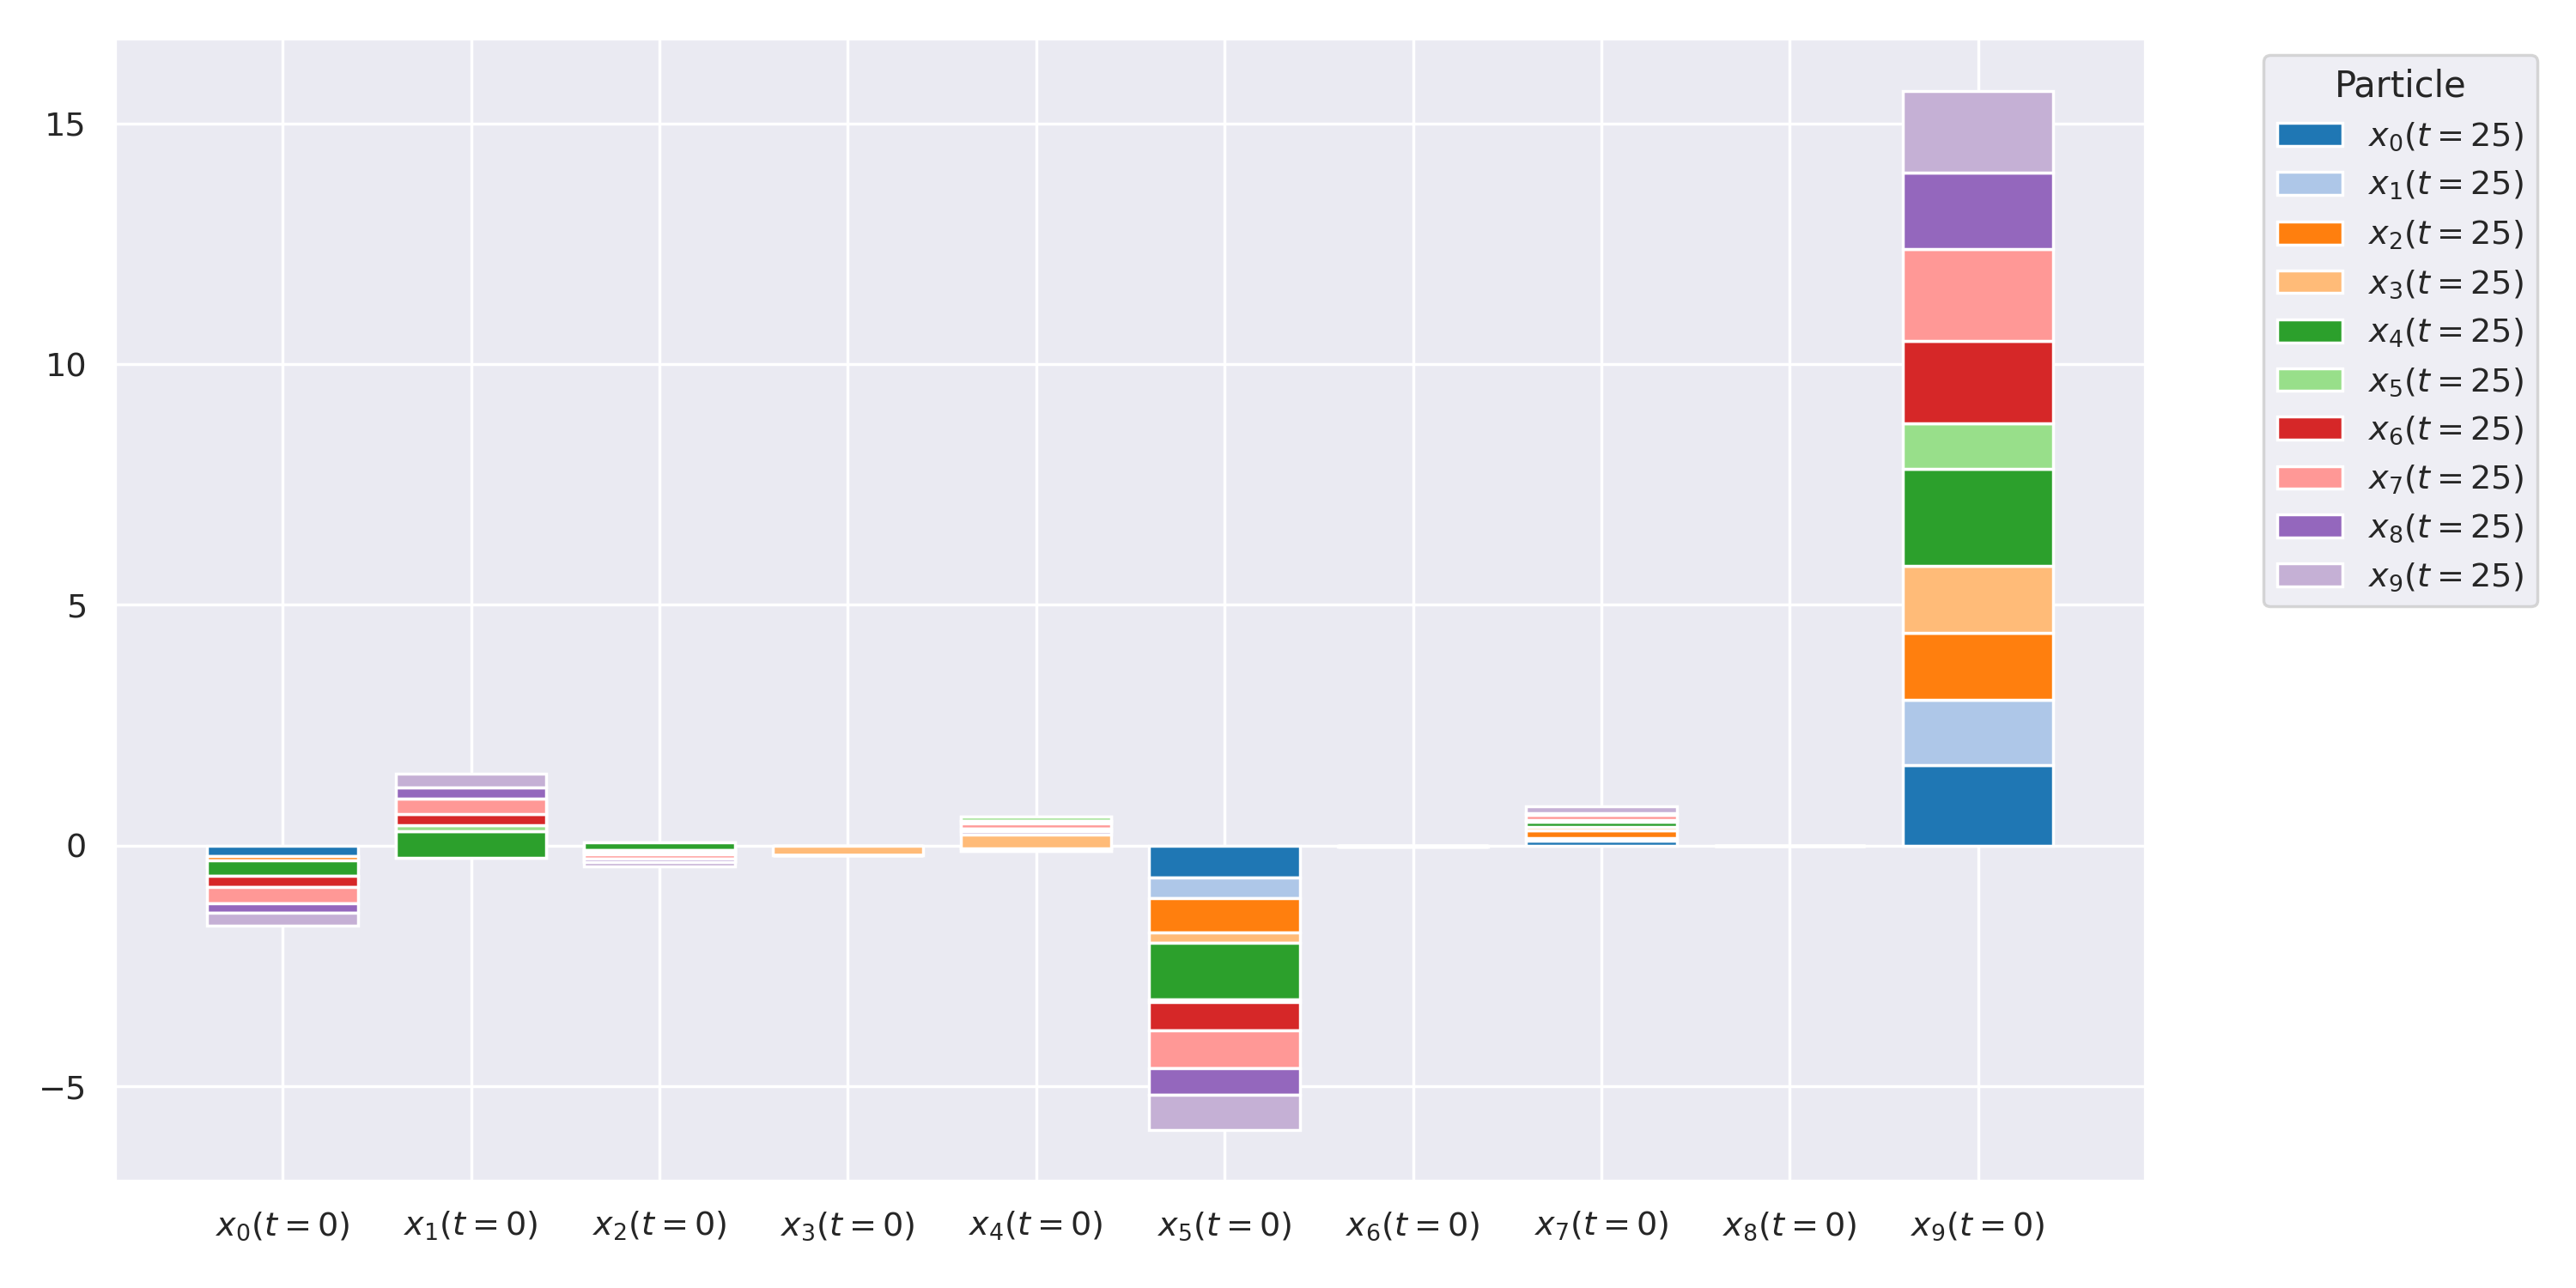 15
10
5
0
−5
x₀(t = 0)
x₁(t = 0)
x₂(t = 0)
x₃(t = 0)
x₄(t = 0)
x₅(t = 0)
x₆(t = 0)
x₇(t = 0)
x₈(t = 0)
x₉(t = 0)
Particle
x₀(t = 25)
x₁(t = 25)
x₂(t = 25)
x₃(t = 25)
x₄(t = 25)
x₅(t = 25)
x₆(t = 25)
x₇(t = 25)
x₈(t = 25)
x₉(t = 25)